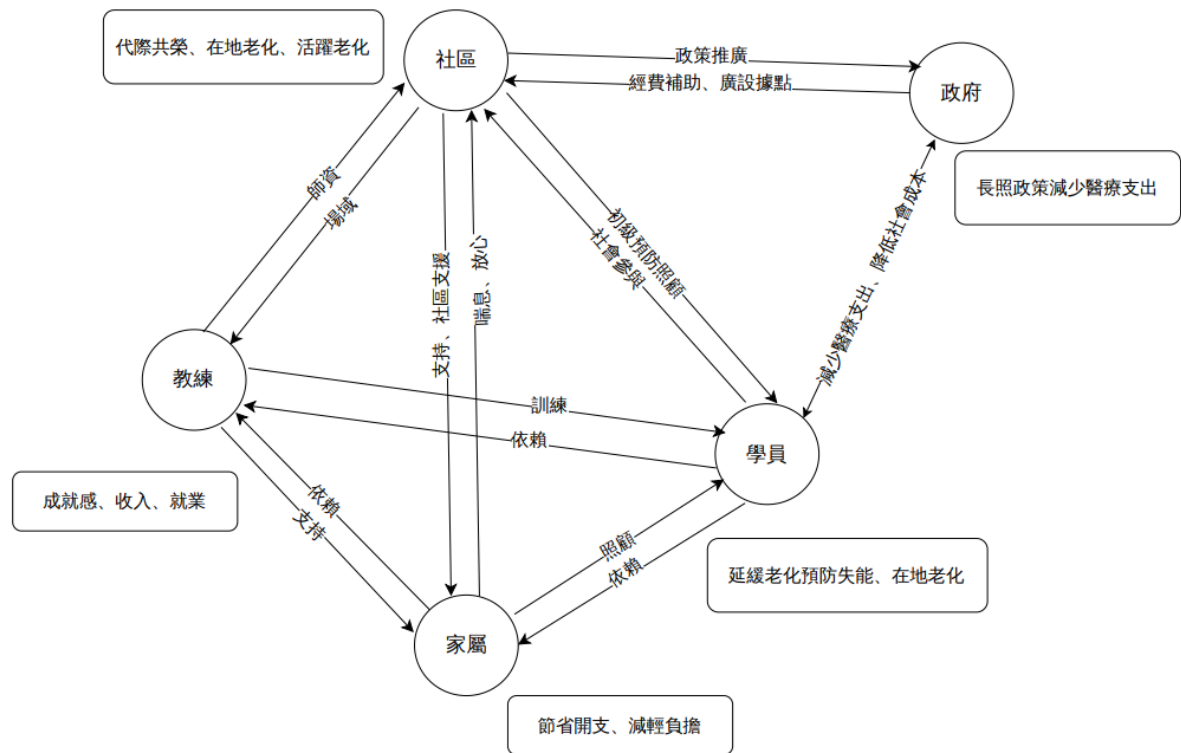 代際共榮、在地老化、活躍老化
社區
政策推廣
經費補助、廣設據點
政府
長照政策減少醫療支出
師資
場域
初級預防照顧
社會參與
支持、社區支援
喘息、放心
減少醫療支出、降低社會成本
教練
訓練
依賴
學員
成就感、收入、就業
依賴
支持
照顧
依賴
延緩老化預防失能、在地老化
家屬
節省開支、減輕負擔